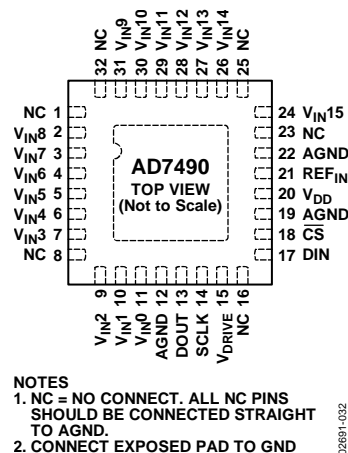 32 NC
31 VIN9
30 VIN10
29 VIN11
28 VIN12
27 VIN13
26 VIN14
25 NC
NC 1
VIN8 2
VIN7 3
VIN6 4
VIN5 5
VIN4 6
VIN3 7
NC 8
AD7490
TOP VIEW
(Not to Scale)
24 VIN15
23 NC
22 AGND
21 REFIN
20 VDD
19 AGND
18 CS
17 DIN
VIN2 9
VIN1 10
VIN0 11
AGND 12
DOUT 13
SCLK 14
VDRIVE 15
NC 16
NOTES
1. NC = NO CONNECT. ALL NC PINS
SHOULD BE CONNECTED STRAIGHT
TO AGND.
2. CONNECT EXPOSED PAD TO GND
02691-032